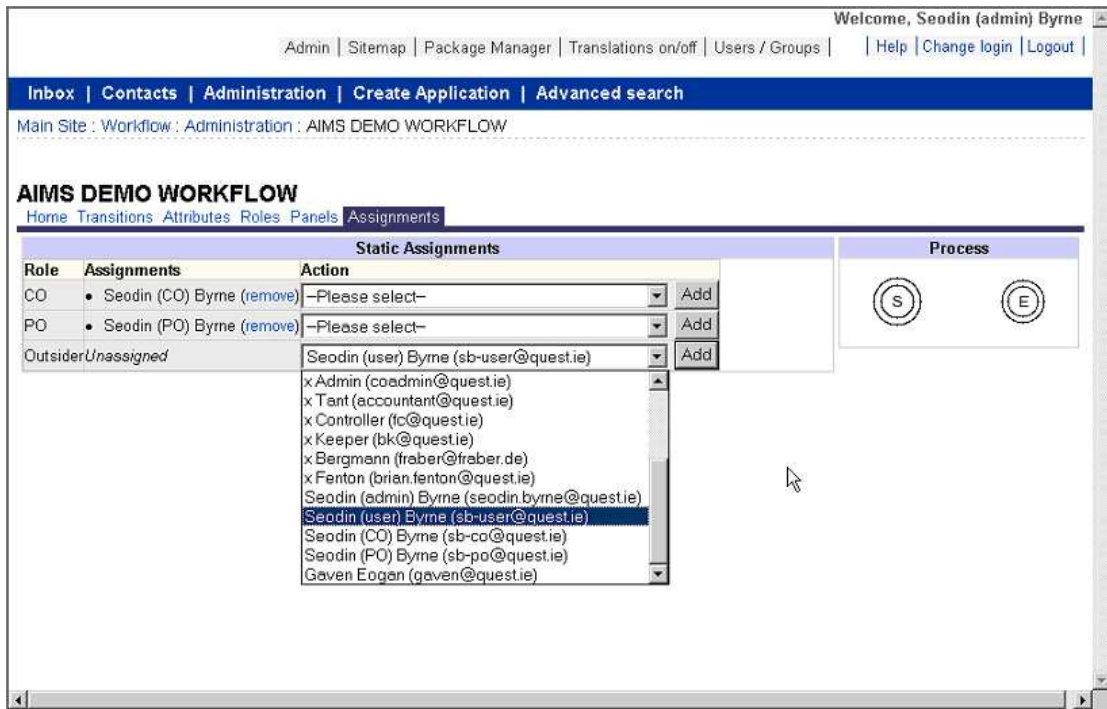 Welcome, Seodin (admin) Byrne
Admin | Sitemap | Package Manager | Translations on/off | Users / Groups | | Help | Change login | Logout |
Inbox | Contacts | Administration | Create Application | Advanced search
Main Site : Workflow : Administration : AIMS DEMO WORKFLOW
AIMS DEMO WORKFLOW
Home Transitions Attributes Roles Panels Assignments
Static Assignments
Process
Role Assignments Action
CO • Seodin (CO) Byrne (remove) –Please select– Add
S E
PO • Seodin (PO) Byrne (remove) –Please select– Add
Outsider Unassigned Seodin (user) Byrne (sb-user@quest.ie) Add
x Admin (coadmin@quest.ie)
x Tant (accountant@quest.ie)
x Controller (fc@quest.ie)
x Keeper (bk@quest.ie)
x Bergmann (fraber@fraber.de)
x Fenton (brian.fenton@quest.ie)
Seodin (admin) Byrne (seodin.byrne@quest.ie)
Seodin (user) Byrne (sb-user@quest.ie)
Seodin (CO) Byrne (sb-co@quest.ie)
Seodin (PO) Byrne (sb-po@quest.ie)
Gaven Eogan (gaven@quest.ie)